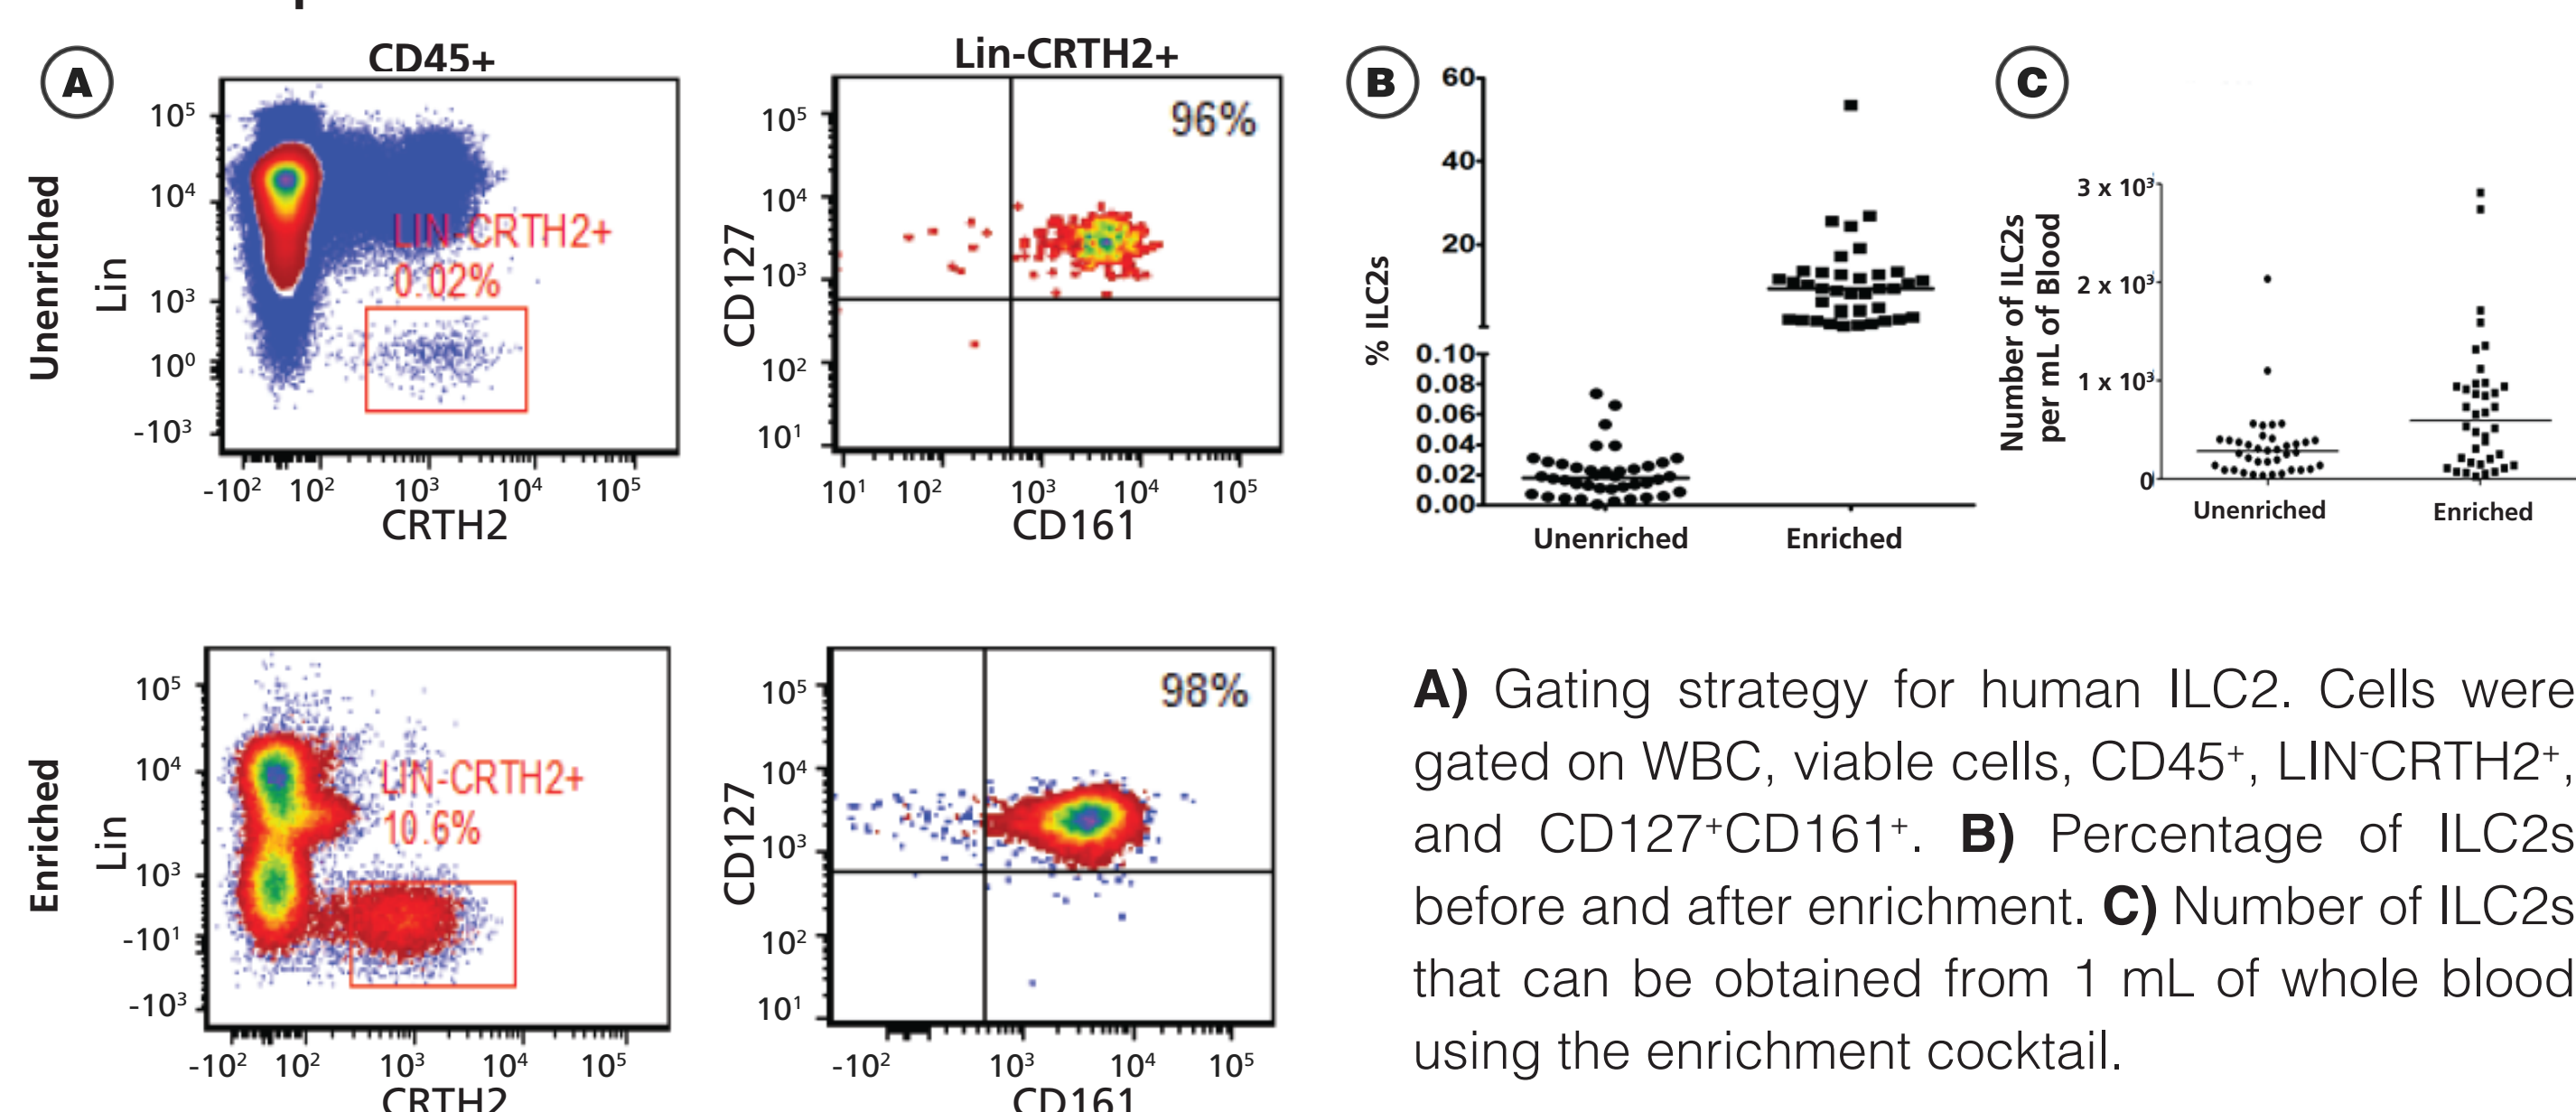 A
CD45+
Unenriched
Lin
10⁵
10⁴
10³
10⁰
-10³
LIN-CRTH2+
0.02%
-10² 10² 10³ 10⁴ 10⁵
CRTH2
Lin-CRTH2+
CD127
10⁵
10⁴
10³
10²
10¹
96%
10¹ 10² 10³ 10⁴ 10⁵
CD161
B
% ILC2s
60
40
20
0.10
0.08
0.06
0.04
0.02
0.00
Unenriched Enriched
C
Number of ILC2s
per mL of Blood
3 x 10³
2 x 10³
1 x 10³
0
Unenriched Enriched
Enriched
Lin
10⁵
10⁴
10³
-10¹
-10³
LIN-CRTH2+
10.6%
-10² 10² 10³ 10⁴ 10⁵
CRTH2
CD127
10⁵
10⁴
10³
10²
10¹
98%
-10² 10³ 10⁴ 10⁵
CD161
A) Gating strategy for human ILC2. Cells were
gated on WBC, viable cells, CD45⁺, LIN⁻CRTH2⁺,
and CD127⁺CD161⁺. B) Percentage of ILC2s
before and after enrichment. C) Number of ILC2s
that can be obtained from 1 mL of whole blood
using the enrichment cocktail.